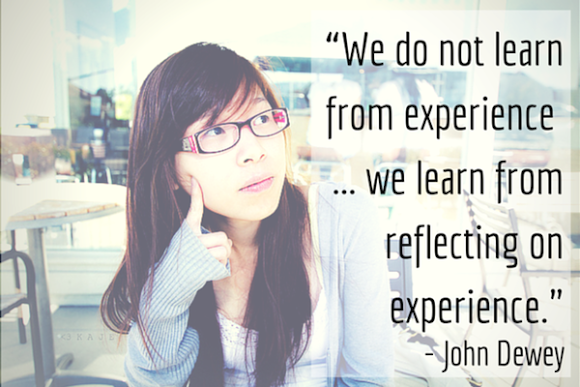 “We do not learn
from experience
... we learn from
reflecting on
experience.”
- John Dewey